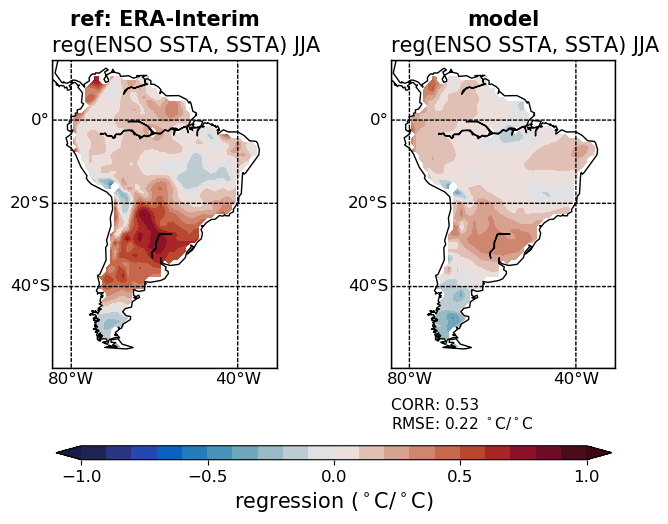 ref: ERA-Interim
reg(ENSO SSTA, SSTA) JJA
model
reg(ENSO SSTA, SSTA) JJA
0°
20°S
40°S
80°W
40°W
0°
20°S
40°S
80°W
40°W
CORR: 0.53
RMSE: 0.22 °C/°C
−1.0
−0.5
0.0
0.5
1.0
regression (°C/°C)